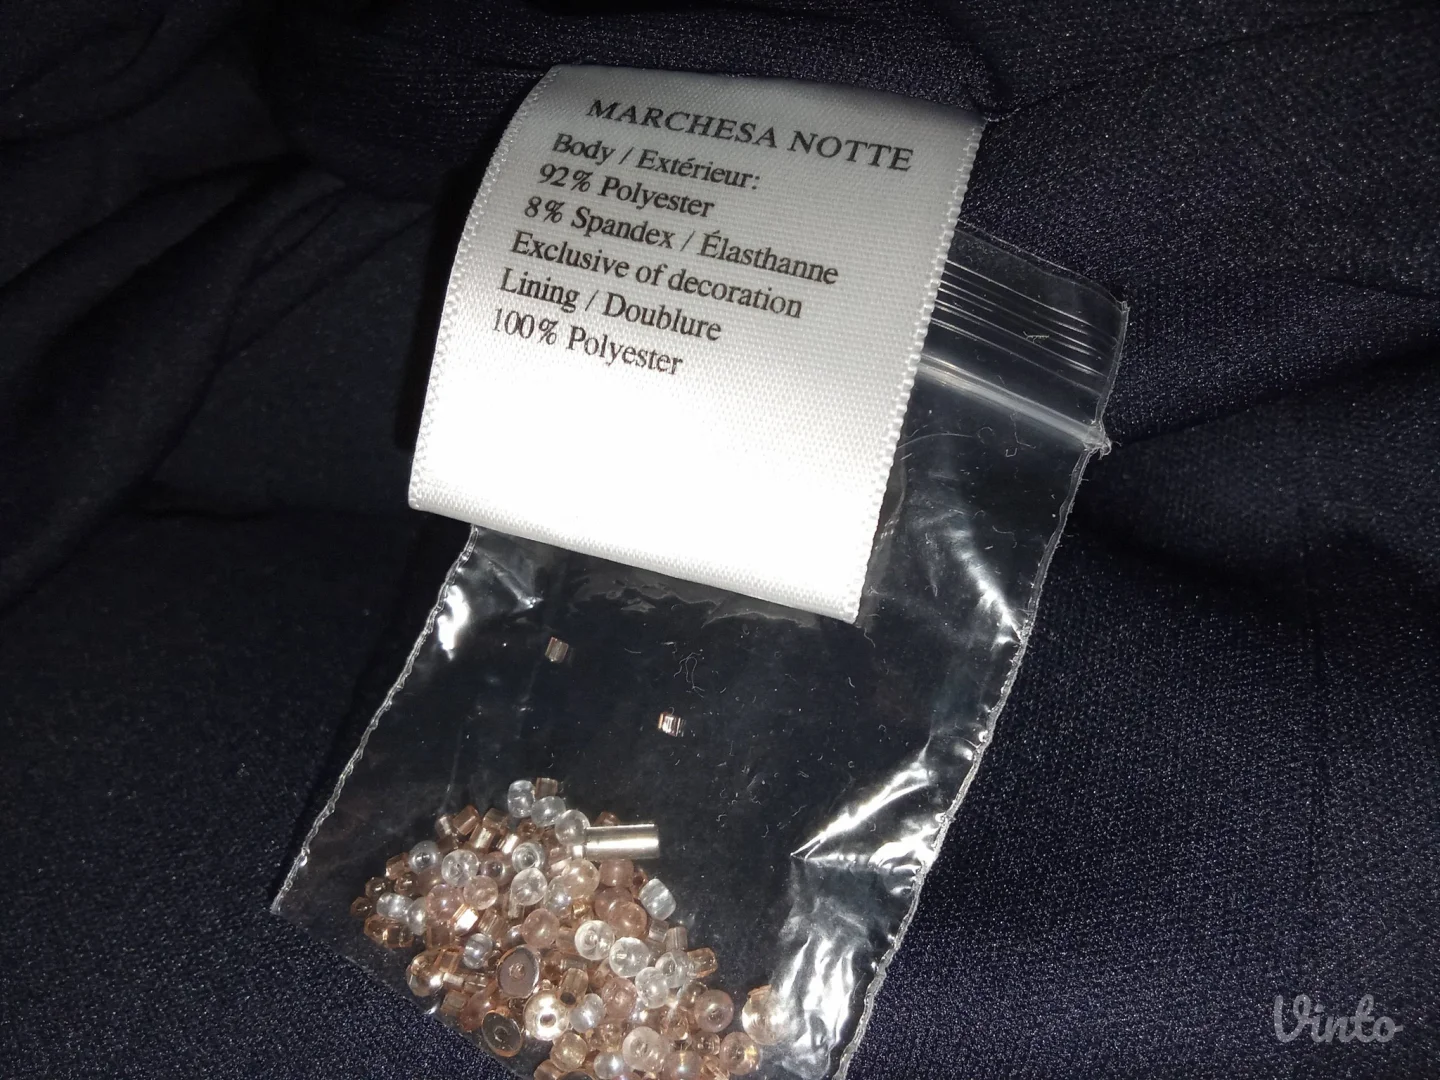 MARCHESA NOTTE
Body / Extérieur:
92% Polyester
8% Spandex / Élasthanne
Exclusive of decoration
Lining / Doublure
100% Polyester
Vinto